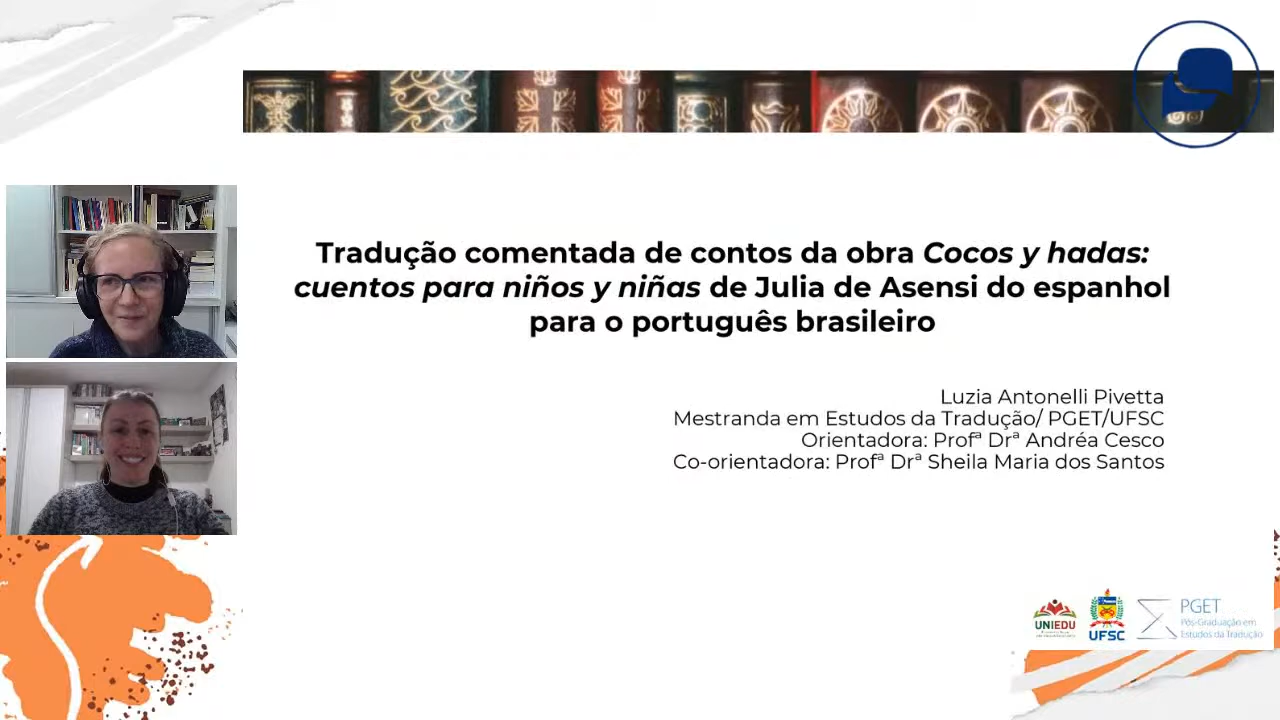 Tradução comentada de contos da obra Cocos y hadas:
cuentos para niños y niñas de Julia de Asensi do espanhol
para o português brasileiro
Luzia Antonelli Pivetta
Mestranda em Estudos da Tradução/ PGET/UFSC
Orientadora: Profª Drª Andréa Cesco
Co-orientadora: Profª Drª Sheila Maria dos Santos
UNIEDU
UFSC
PGET
Pós-Graduação em
Estudos da Tradução